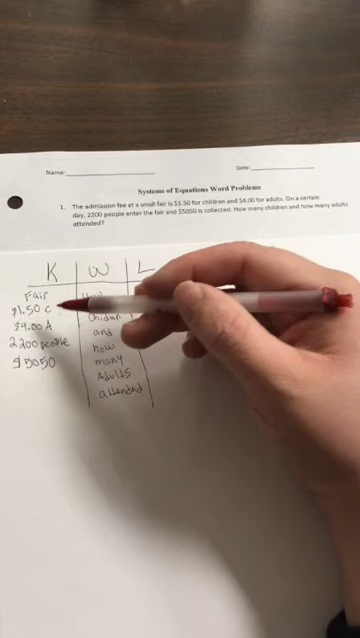 Name: Date:
Systems of Equations Word Problems
1. The admission fee at a small fair is $1.50 for children and $4.00 for adults. On a certain
day, 2200 people enter the fair and $5050 is collected. How many children and how many adults
attended?
K W L
Fair
$1.50 C children
$4.00 A and
2200 people how
$5050 many
Adults
attended